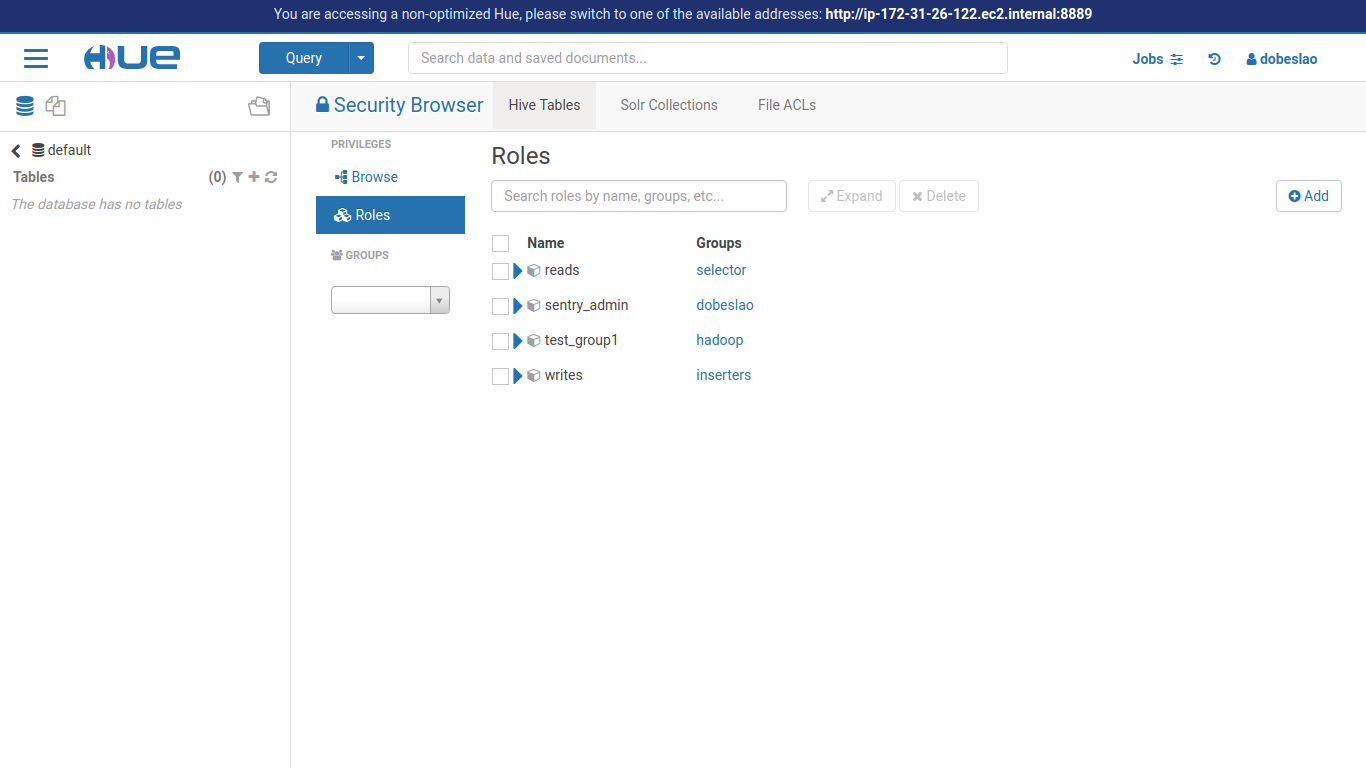 You are accessing a non-optimized Hue, please switch to one of the available addresses: http://ip-172-31-26-122.ec2.internal:8889
HUE Query Search data and saved documents... Jobs dobeslao
Security Browser Hive Tables Solr Collections File ACLs
default
Tables (0)
The database has no tables
PRIVILEGES
Browse
Roles
GROUPS
Roles
Search roles by name, groups, etc... Expand Delete Add
Name Groups
reads selector
sentry_admin dobeslao
test_group1 hadoop
writes inserters